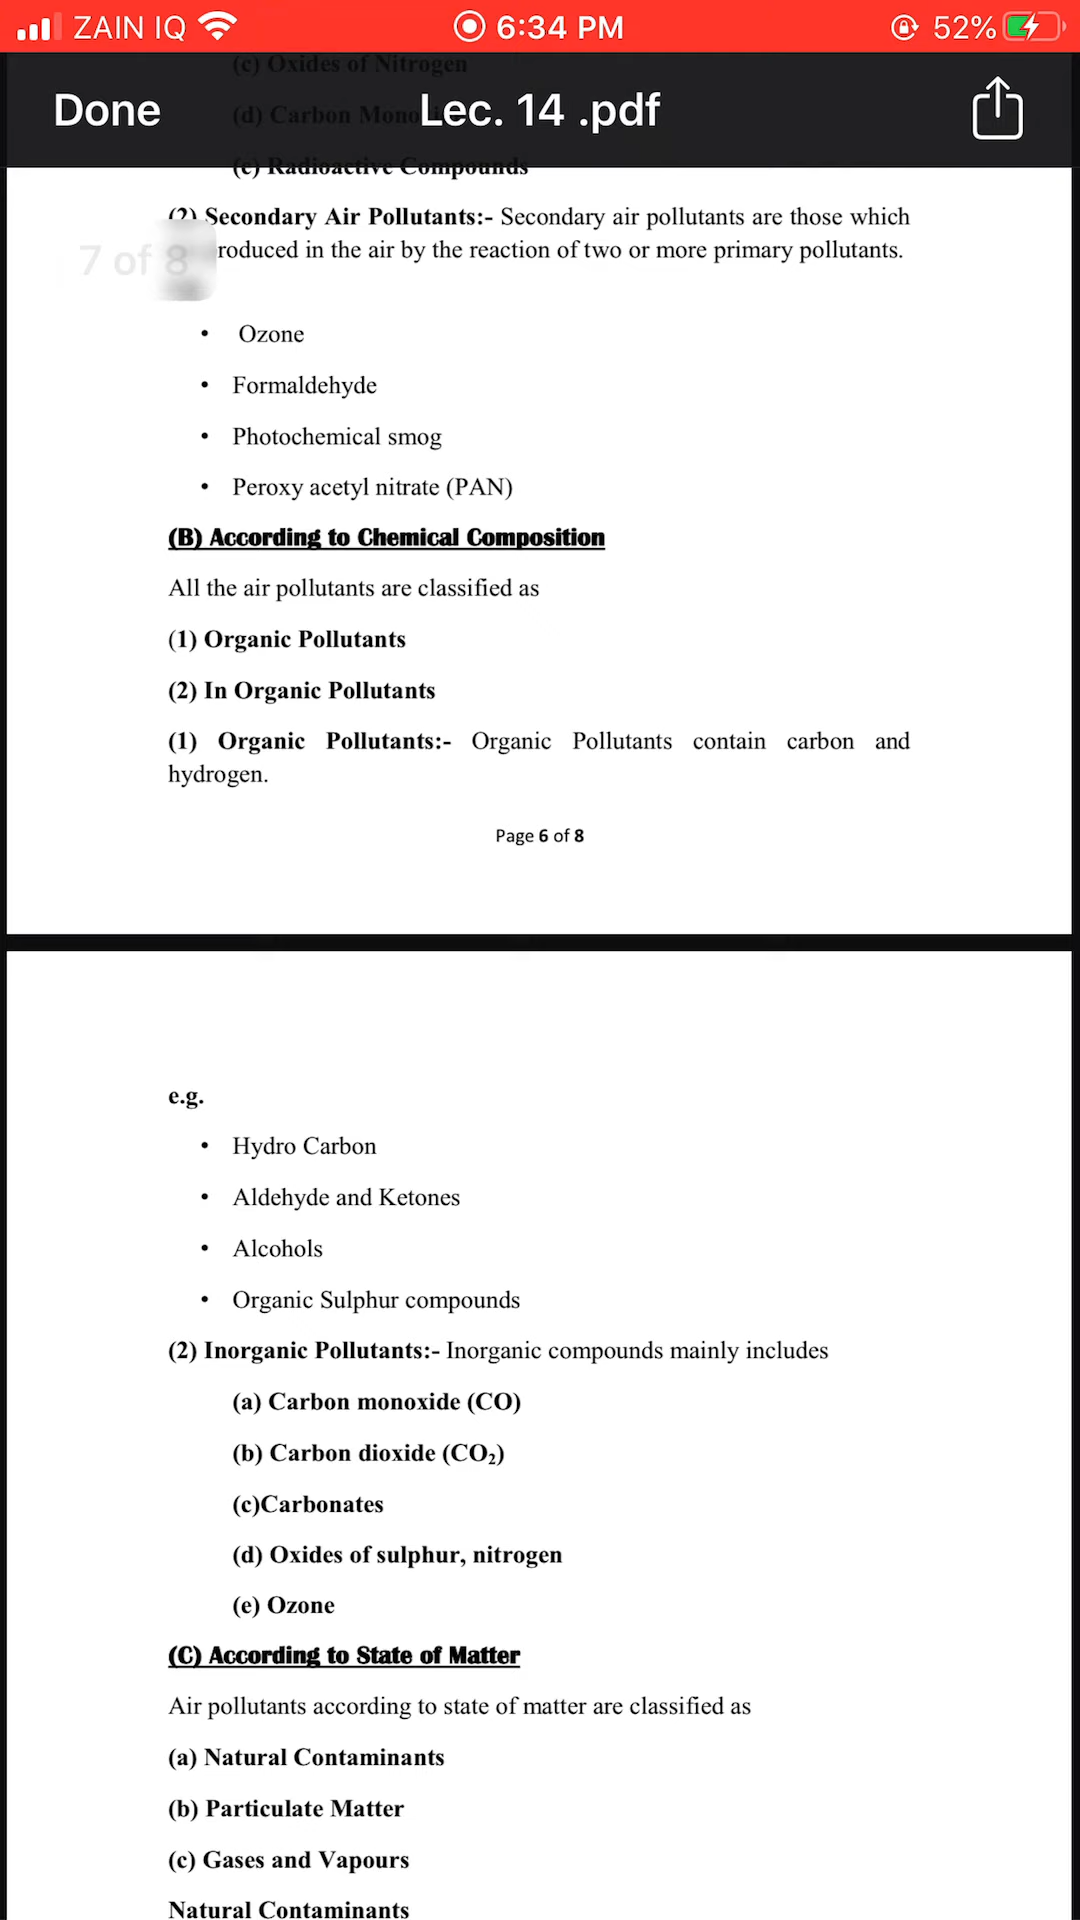 ZAIN IQ 6:34 PM 52%
(c) Oxides of Nitrogen
Done Lec. 14 .pdf
(d) Carbon Mono
(e) Radioactive Compounds
(2) Secondary Air Pollutants:- Secondary air pollutants are those which
7 of 8 roduced in the air by the reaction of two or more primary pollutants.
• Ozone
• Formaldehyde
• Photochemical smog
• Peroxy acetyl nitrate (PAN)
(B) According to Chemical Composition
All the air pollutants are classified as
(1) Organic Pollutants
(2) In Organic Pollutants
(1) Organic Pollutants:- Organic Pollutants contain carbon and
hydrogen.
Page 6 of 8
e.g.
• Hydro Carbon
• Aldehyde and Ketones
• Alcohols
• Organic Sulphur compounds
(2) Inorganic Pollutants:- Inorganic compounds mainly includes
(a) Carbon monoxide (CO)
(b) Carbon dioxide (CO₂)
(c)Carbonates
(d) Oxides of sulphur, nitrogen
(e) Ozone
(C) According to State of Matter
Air pollutants according to state of matter are classified as
(a) Natural Contaminants
(b) Particulate Matter
(c) Gases and Vapours
Natural Contaminants